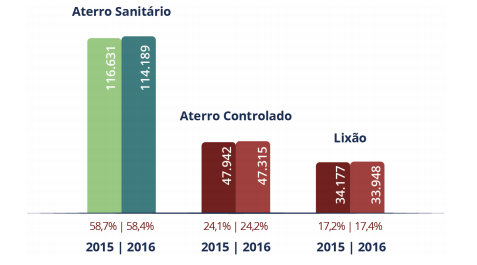 Aterro Sanitário
116.631
114.189
Aterro Controlado
47.942
47.315
Lixão
34.177
33.948
58,7% | 58,4%
24,1% | 24,2%
17,2% | 17,4%
2015 | 2016
2015 | 2016
2015 | 2016